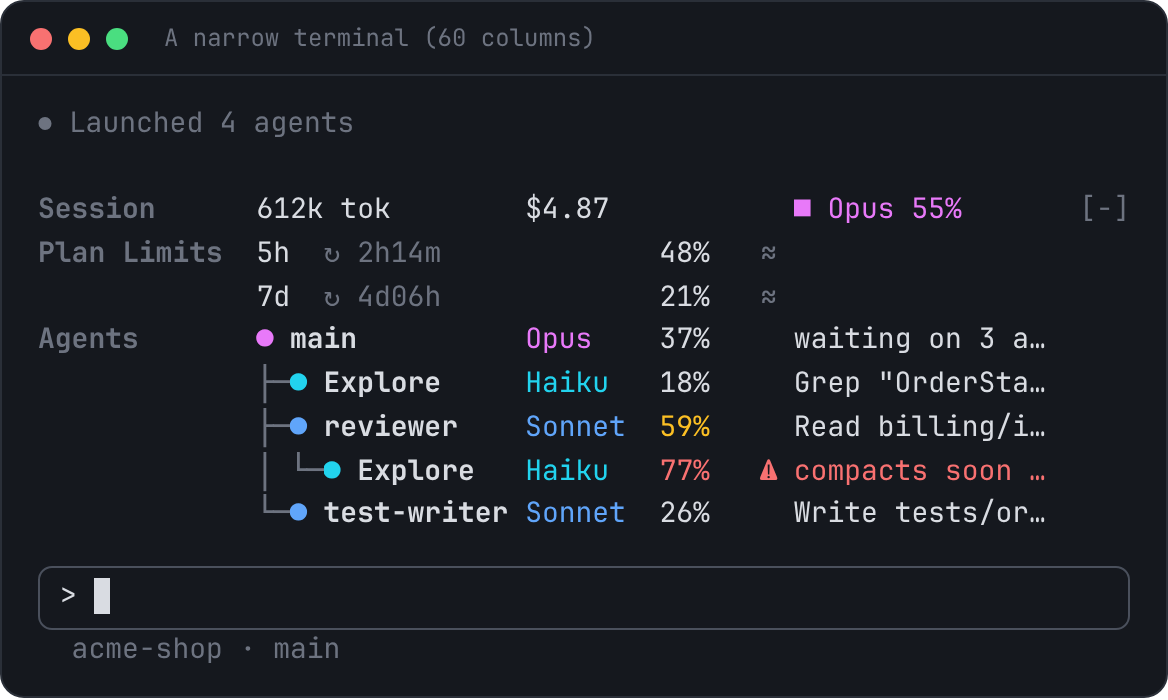 A narrow terminal (60 columns)
● Launched 4 agents
Session 612k tok $4.87 ■ Opus 55% [-]
Plan Limits 5h ↻ 2h14m 48% ≈
7d ↻ 4d06h 21% ≈
Agents ● main Opus 37% waiting on 3 a…
├─● Explore Haiku 18% Grep "OrderSta…
├─● reviewer Sonnet 59% Read billing/i…
│ └─● Explore Haiku 77% ⚠ compacts soon …
└─● test-writer Sonnet 26% Write tests/or…
>
acme-shop · main